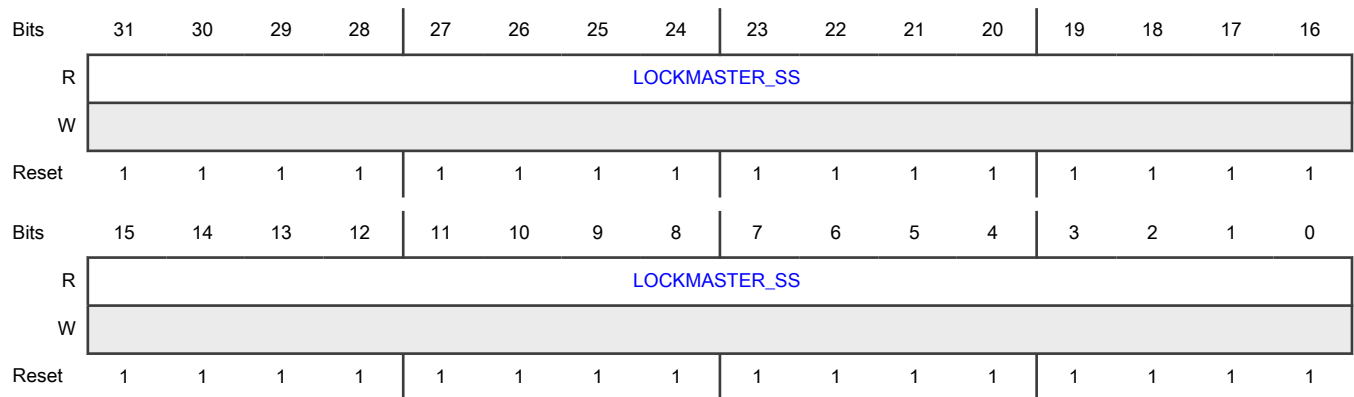 Bits 31 30 29 28 27 26 25 24 23 22 21 20 19 18 17 16
R LOCKMASTER_SS
W
Reset 1 1 1 1 1 1 1 1 1 1 1 1 1 1 1 1
Bits 15 14 13 12 11 10 9 8 7 6 5 4 3 2 1 0
R LOCKMASTER_SS
W
Reset 1 1 1 1 1 1 1 1 1 1 1 1 1 1 1 1